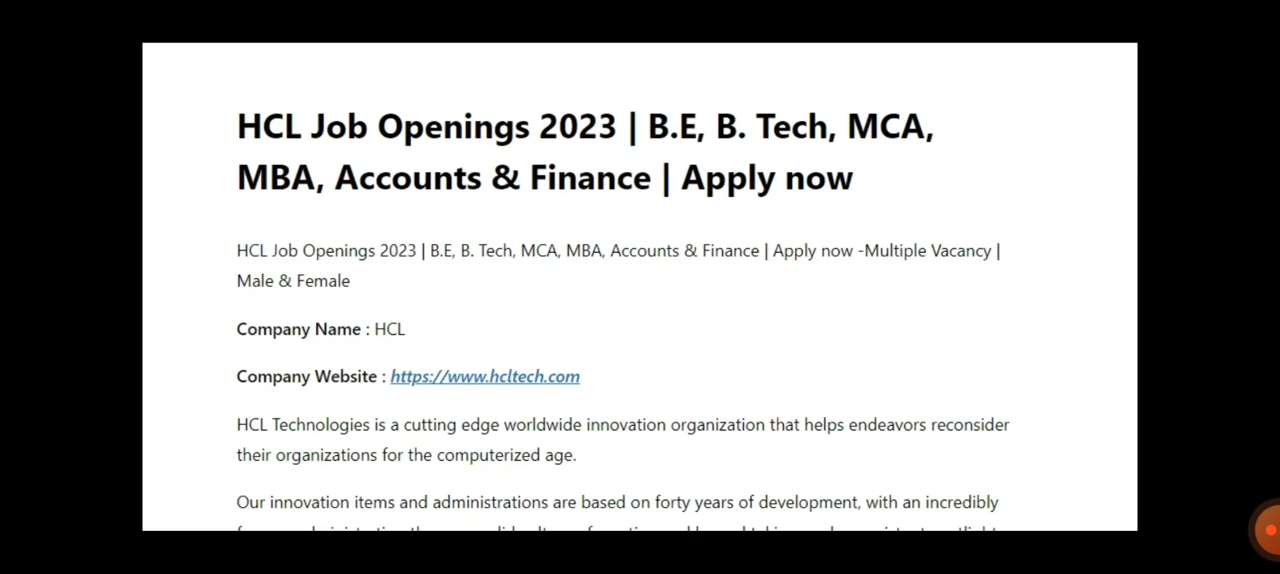 HCL Job Openings 2023 | B.E, B. Tech, MCA,
MBA, Accounts & Finance | Apply now
HCL Job Openings 2023 | B.E, B. Tech, MCA, MBA, Accounts & Finance | Apply now -Multiple Vacancy |
Male & Female
Company Name : HCL
Company Website : https://www.hcltech.com
HCL Technologies is a cutting edge worldwide innovation organization that helps endeavors reconsider
their organizations for the computerized age.
Our innovation items and administrations are based on forty years of development, with an incredibly